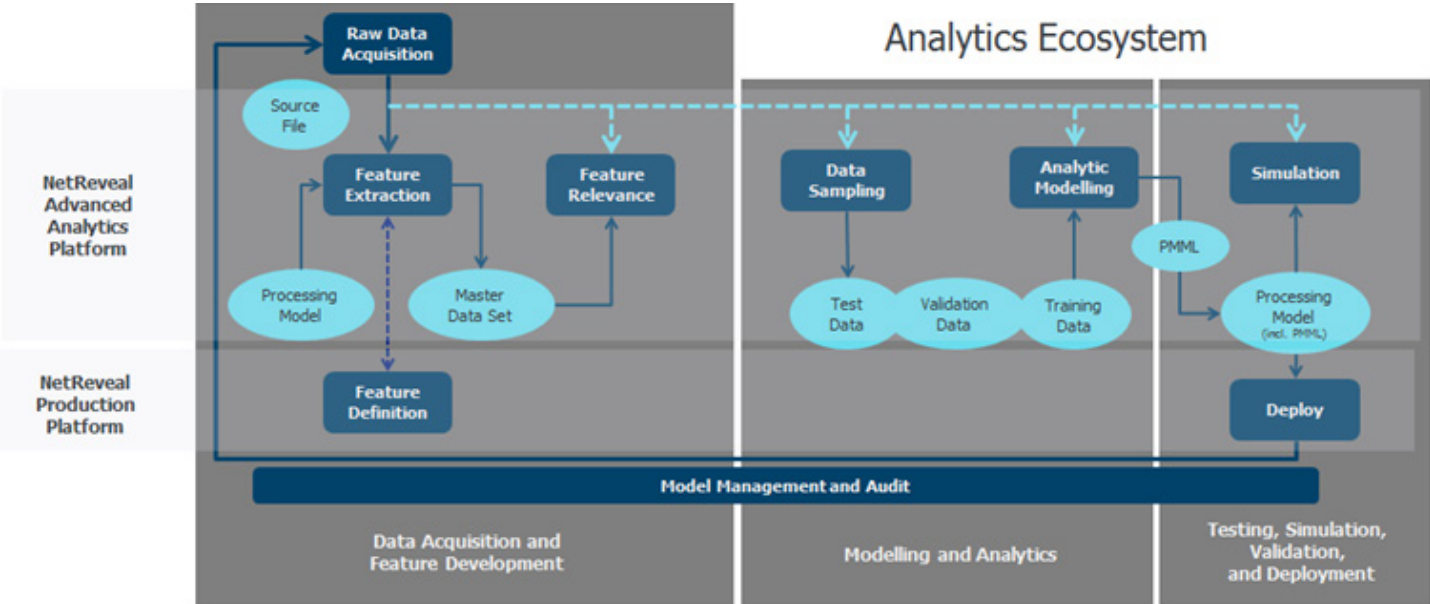 Analytics Ecosystem
Raw Data
Acquisition
Source
File
NetReveal
Advanced
Analytics
Platform
Feature
Extraction
Feature
Relevance
Data
Sampling
Analytic
Modelling
Simulation
PMML
Processing
Model
Master
Data Set
Test
Data
Validation
Data
Training
Data
Processing
Model
(incl. PMML)
NetReveal
Production
Platform
Feature
Definition
Deploy
Model Management and Audit
Data Acquisition and
Feature Development
Modelling and Analytics
Testing, Simulation,
Validation,
and Deployment